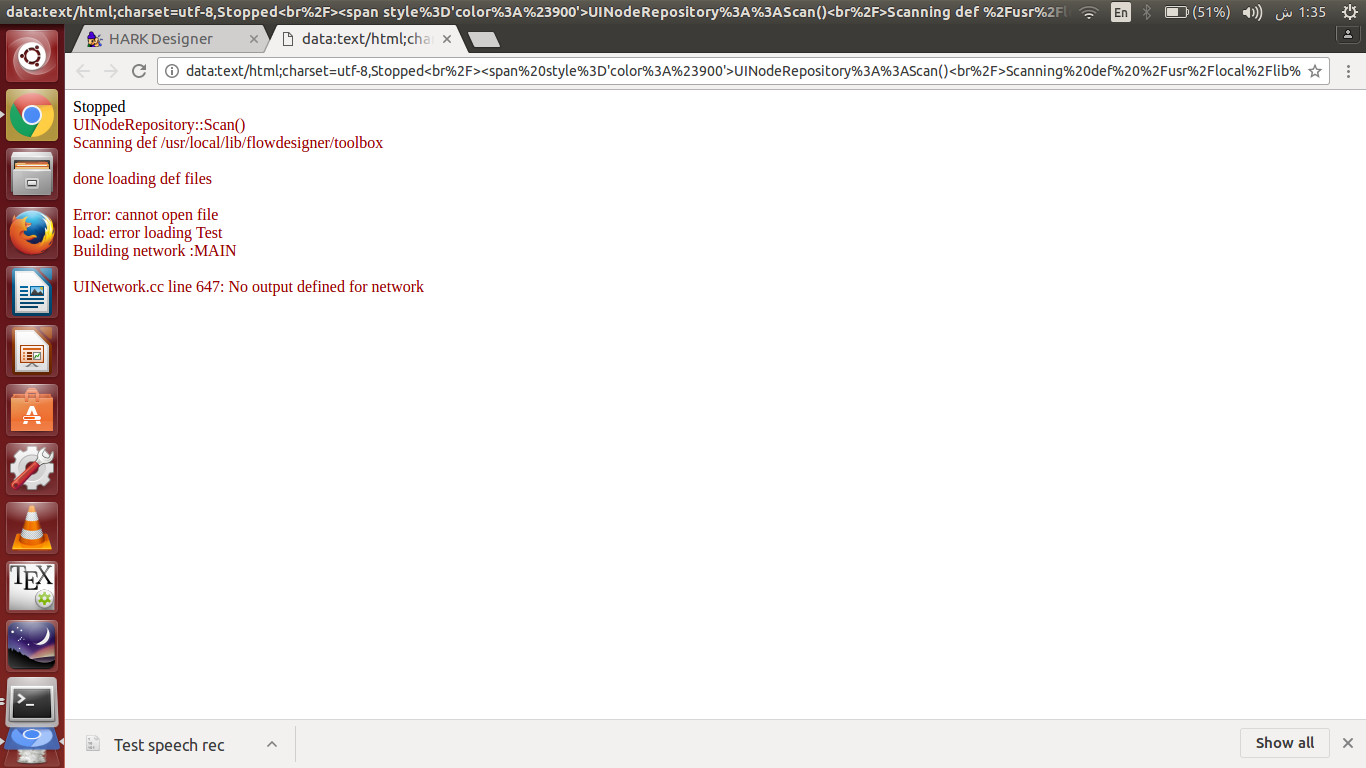 data:text/html;charset=utf-8,Stopped<br%2F><span style%3D'color%3A%23900'>UINodeRepository%3A%3AScan()<br%2F>Scanning def %2Fusr%2Fl
En
(51%)
1:35 ش
HARK Designer
data:text/html;cha
data:text/html;charset=utf-8,Stopped<br%2F><span%20style%3D'color%3A%23900'>UINodeRepository%3A%3AScan()<br%2F>Scanning%20def%20%2Fusr%2Flocal%2Flib%
Stopped
UINodeRepository::Scan()
Scanning def /usr/local/lib/flowdesigner/toolbox
done loading def files
Error: cannot open file
load: error loading Test
Building network :MAIN
UINetwork.cc line 647: No output defined for network
TEX
Test speech rec
Show all